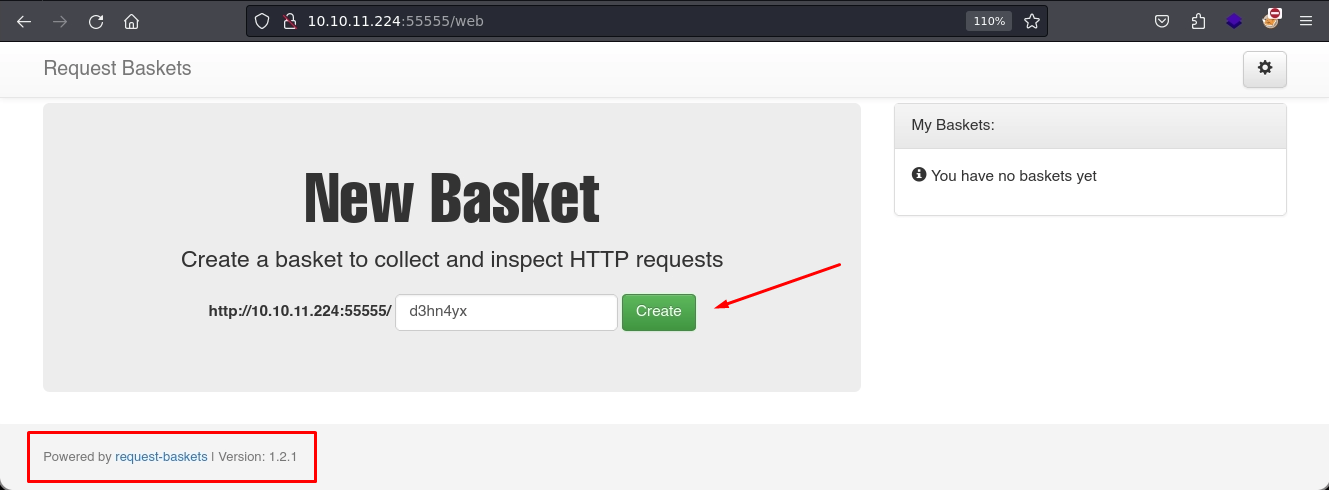 10.10.11.224:55555/web
110%
Request Baskets
New Basket
Create a basket to collect and inspect HTTP requests
http://10.10.11.224:55555/ d3hn4yx Create
My Baskets:
You have no baskets yet
Powered by request-baskets | Version: 1.2.1